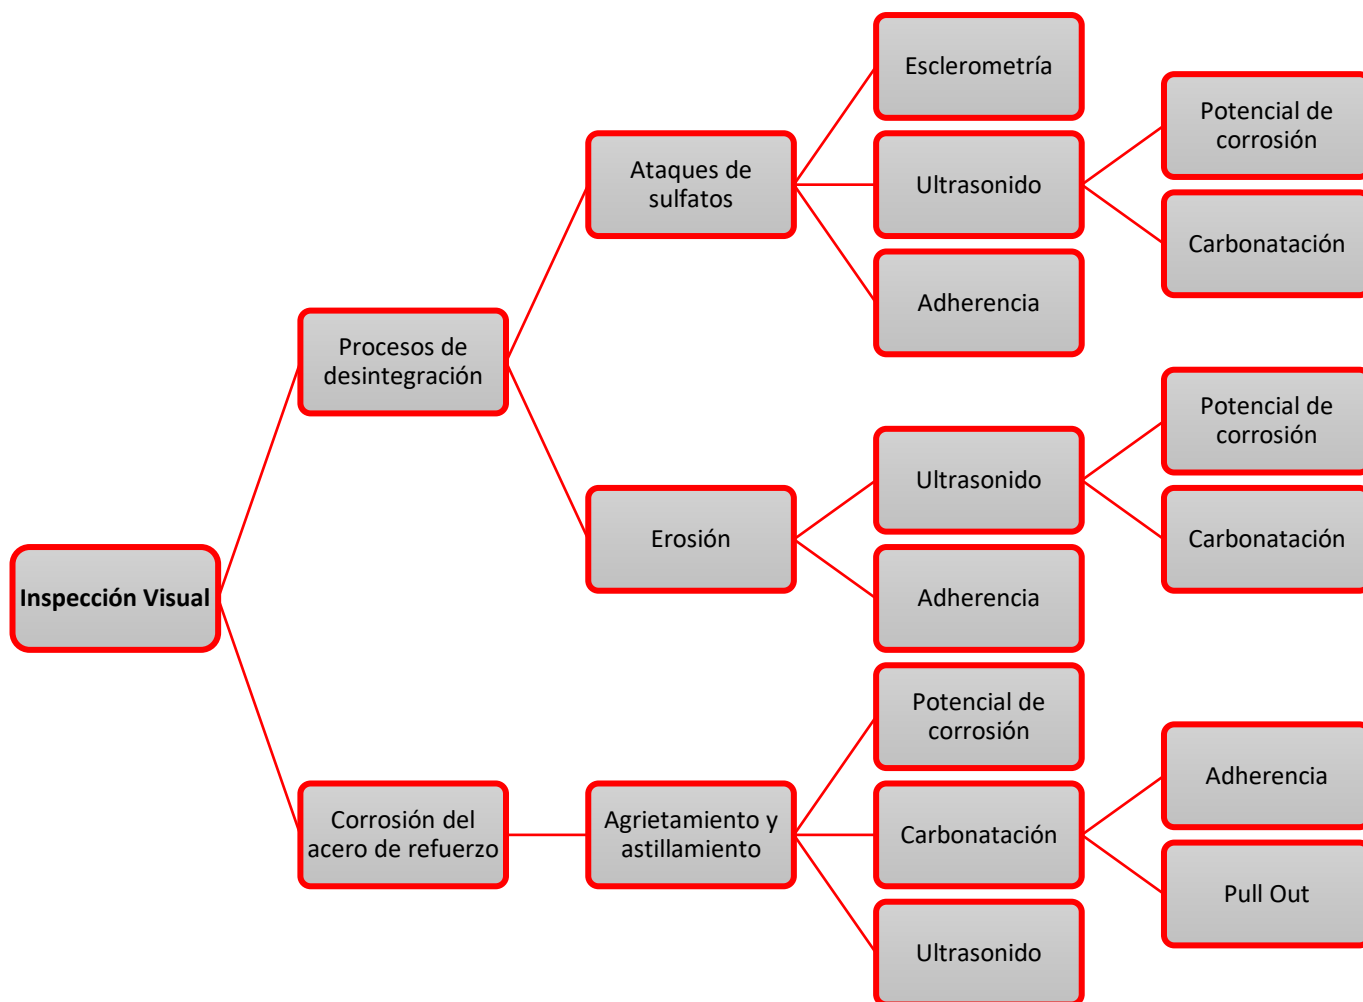 Inspección Visual
Procesos de
desintegración
Ataques de
sulfatos
Esclerometría
Ultrasonido
Potencial de
corrosión
Carbonatación
Adherencia
Erosión
Ultrasonido
Potencial de
corrosión
Carbonatación
Adherencia
Corrosión del
acero de refuerzo
Agrietamiento y
astillamiento
Potencial de
corrosión
Carbonatación
Adherencia
Pull Out
Ultrasonido